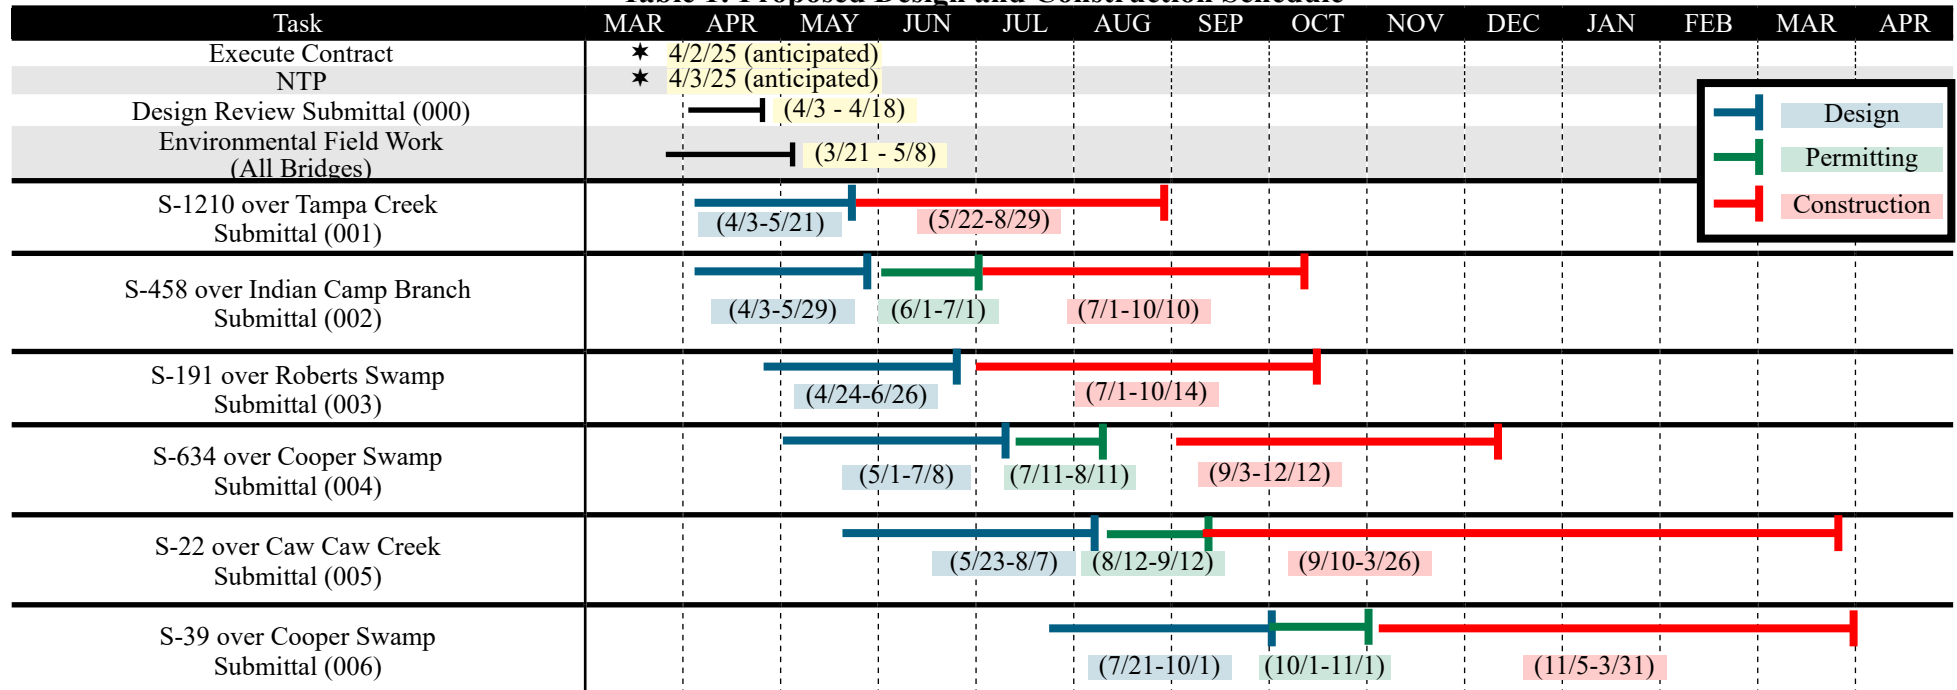 Table 1: Proposed Design and Construction Schedule
Task MAR APR MAY JUN JUL AUG SEP OCT NOV DEC JAN FEB MAR APR
Execute Contract 4/2/25 (anticipated)
NTP 4/3/25 (anticipated)
Design Review Submittal (000) (4/3 - 4/18)
Environmental Field Work
(All Bridges) (3/21 - 5/8)
Design
Permitting
Construction
S-1210 over Tampa Creek
Submittal (001)
(4/3-5/21) (5/22-8/29)
S-458 over Indian Camp Branch
Submittal (002)
(4/3-5/29) (6/1-7/1) (7/1-10/10)
S-191 over Roberts Swamp
Submittal (003)
(4/24-6/26) (7/1-10/14)
S-634 over Cooper Swamp
Submittal (004)
(5/1-7/8) (7/11-8/11) (9/3-12/12)
S-22 over Caw Caw Creek
Submittal (005)
(5/23-8/7) (8/12-9/12) (9/10-3/26)
S-39 over Cooper Swamp
Submittal (006)
(7/21-10/1) (10/1-11/1) (11/5-3/31)